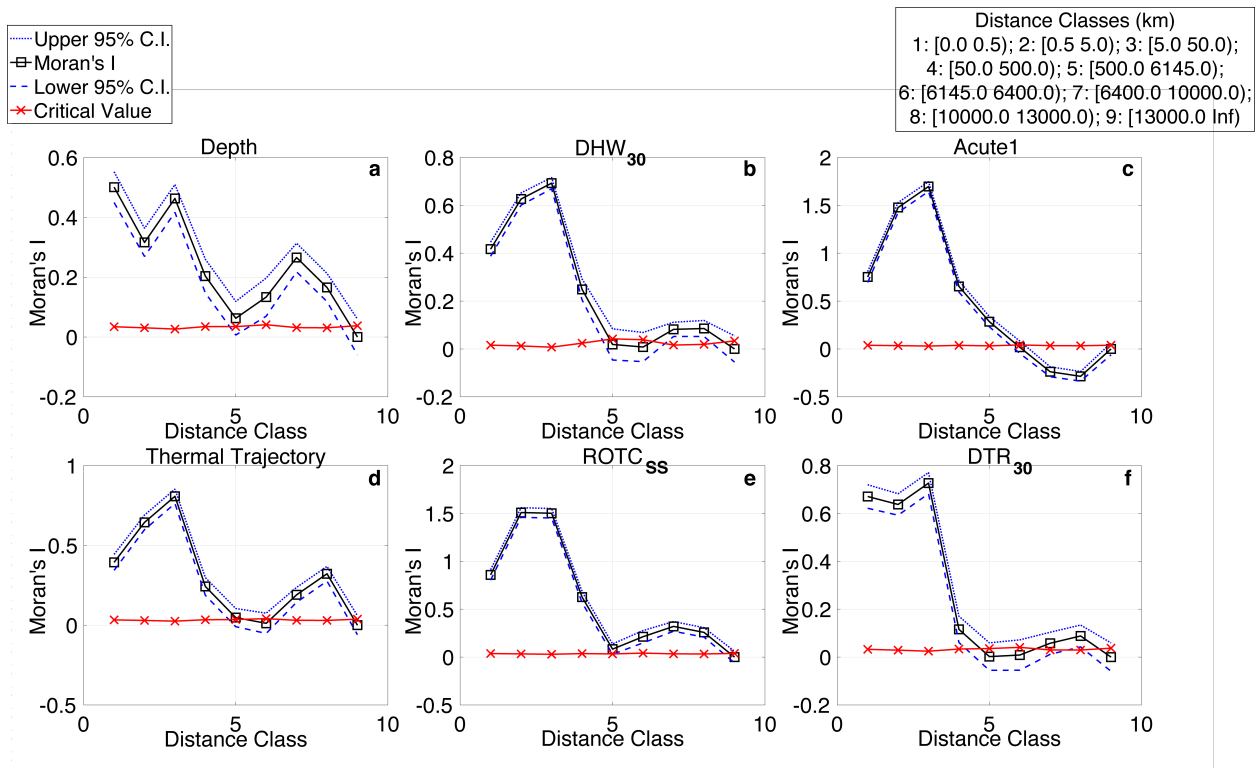 Upper 95% C.I.
Moran's I
Lower 95% C.I.
Critical Value
Distance Classes (km)
1: [0.0 0.5); 2: [0.5 5.0); 3: [5.0 50.0);
4: [50.0 500.0); 5: [500.0 6145.0);
6: [6145.0 6400.0); 7: [6400.0 10000.0);
8: [10000.0 13000.0); 9: [13000.0 Inf)
Depth
a
0.6
0.4
0.2
0
-0.2
Moran's I
0 5 10
Distance Class
DHW30
b
0.8
0.6
0.4
0.2
0
-0.2
Moran's I
0 5 10
Distance Class
Acute1
c
2
1.5
1
0.5
0
-0.5
Moran's I
0 5 10
Distance Class
Thermal Trajectory
d
1
0.5
0
-0.5
Moran's I
0 5 10
Distance Class
ROTCSS
e
2
1.5
1
0.5
0
-0.5
Moran's I
0 5 10
Distance Class
DTR30
f
0.8
0.6
0.4
0.2
0
-0.2
Moran's I
0 5 10
Distance Class